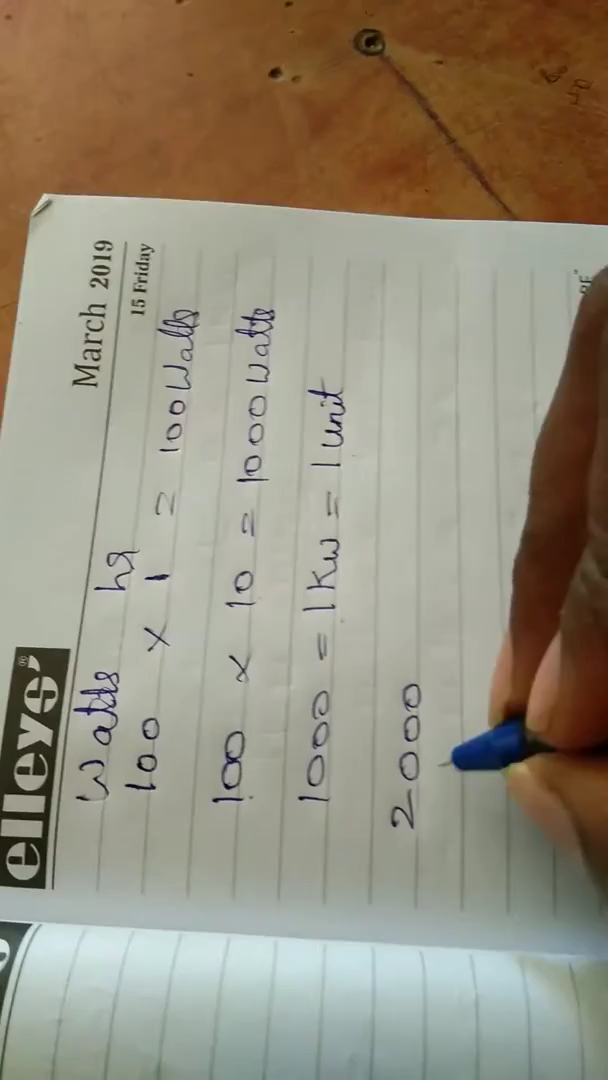 elleys®
March 2019
15 Friday
Watts hr
100 x 1 = 100 Watts
100 x 10 = 1000 Watts
1000 = 1 Kw = 1 unit
2000